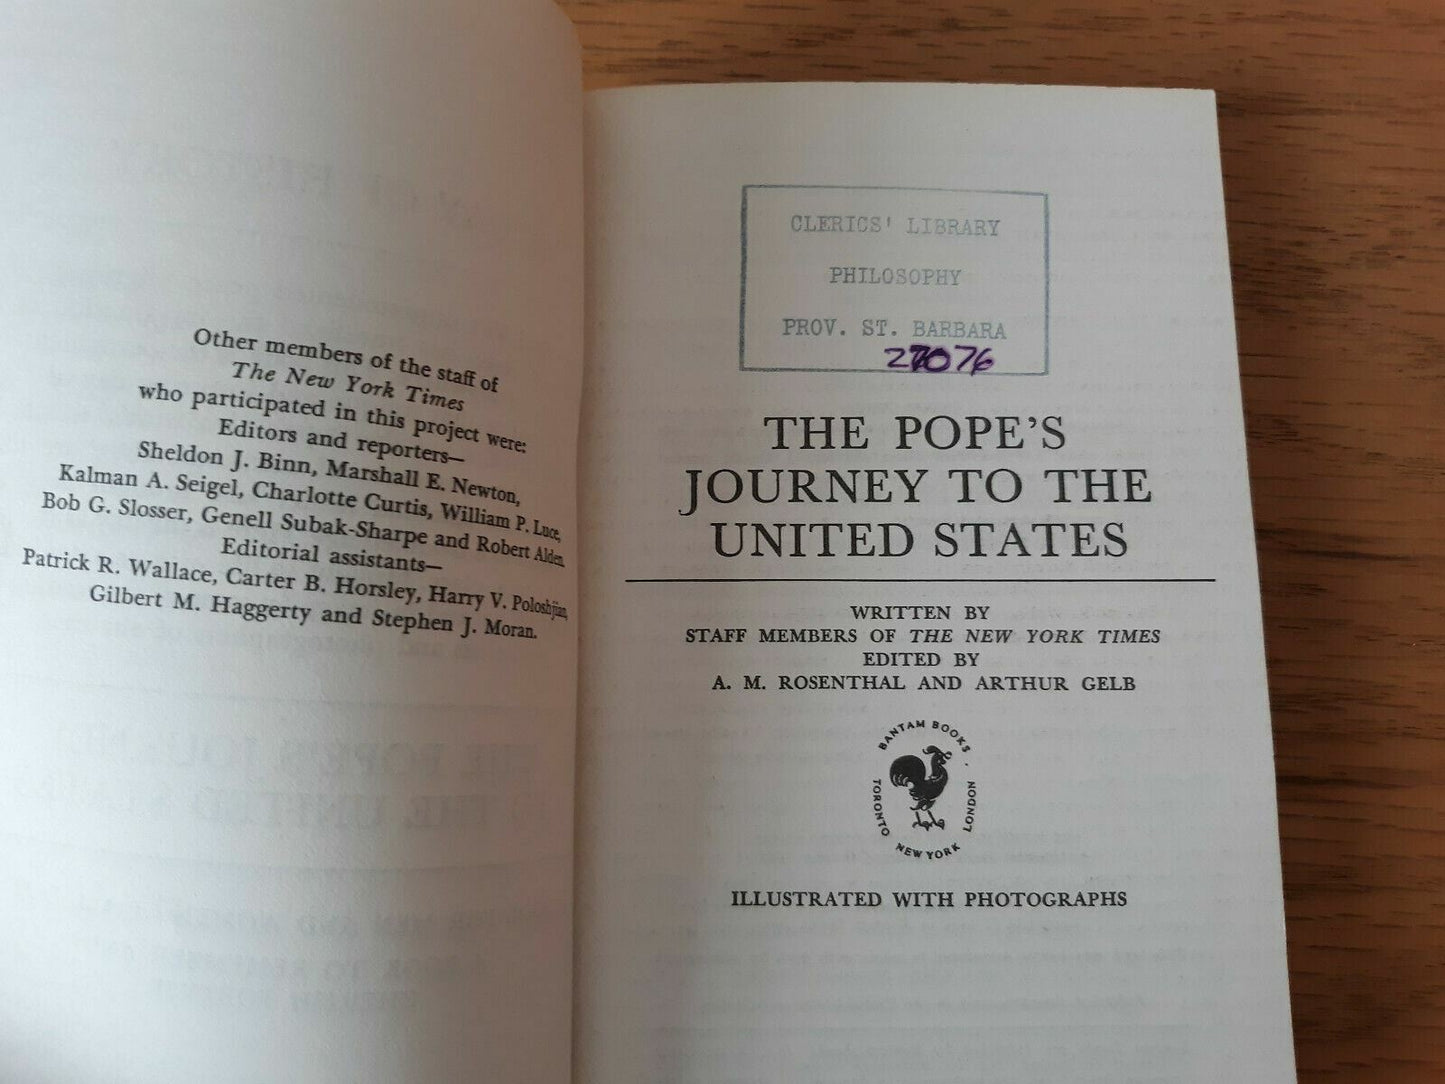 Other members of the staff of
The New York Times
who participated in this project were:
Editors and reporters—
Sheldon J. Binn, Marshall E. Newton,
Kalman A. Seigel, Charlotte Curtis, William P. Luce,
Bob G. Slosser, Genell Subak-Sharpe and Robert Alden.
Editorial assistants—
Patrick R. Wallace, Carter B. Horsley, Harry V. Poloshjian,
Gilbert M. Haggerty and Stephen J. Moran.
CLERICS' LIBRARY
PHILOSOPHY
PROV. ST. BARBARA
THE POPE'S
JOURNEY TO THE
UNITED STATES
WRITTEN BY
STAFF MEMBERS OF THE NEW YORK TIMES
EDITED BY
A. M. ROSENTHAL AND ARTHUR GELB
BANTAM BOOKS
TORONTO
NEW YORK
LONDON
ILLUSTRATED WITH PHOTOGRAPHS